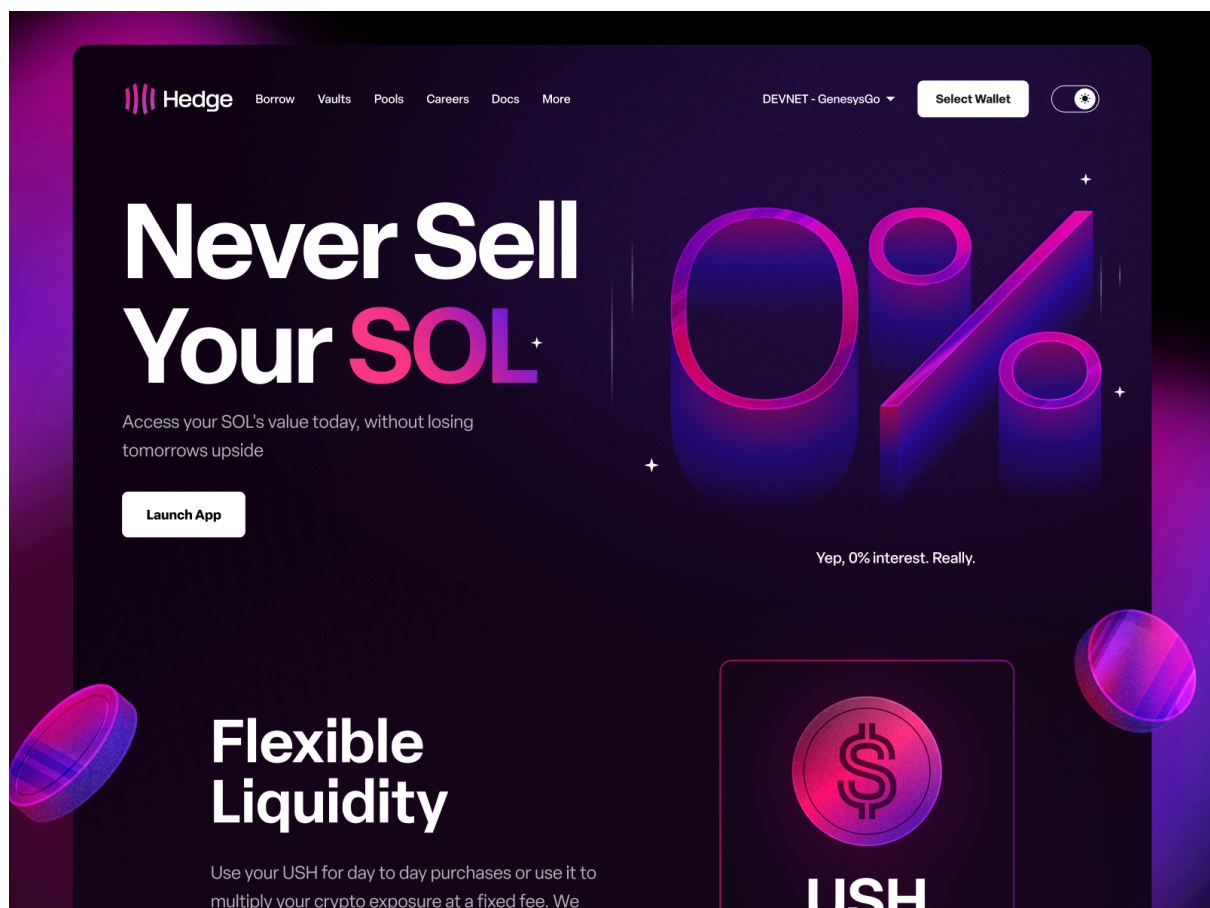 Hedge Borrow Vaults Pools Careers Docs More DEVNET - GenesysGo Select Wallet
Never Sell
Your SOL
Access your SOL's value today, without losing
tomorrows upside
Launch App
0%
Yep, 0% interest. Really.
Flexible
Liquidity
Use your USH for day to day purchases or use it to
multiply your crypto exposure at a fixed fee. We
$
USH